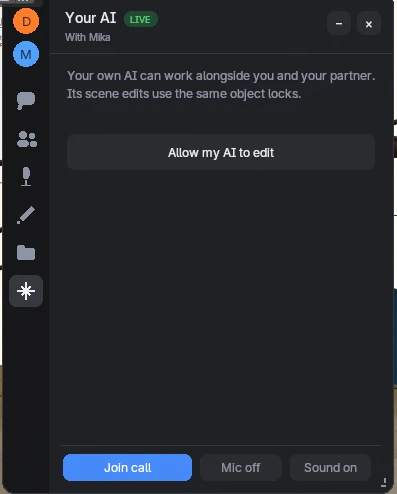 D
Your AI LIVE
With Mika
M
Your own AI can work alongside you and your partner.
Its scene edits use the same object locks.
Allow my AI to edit
Join call Mic off Sound on